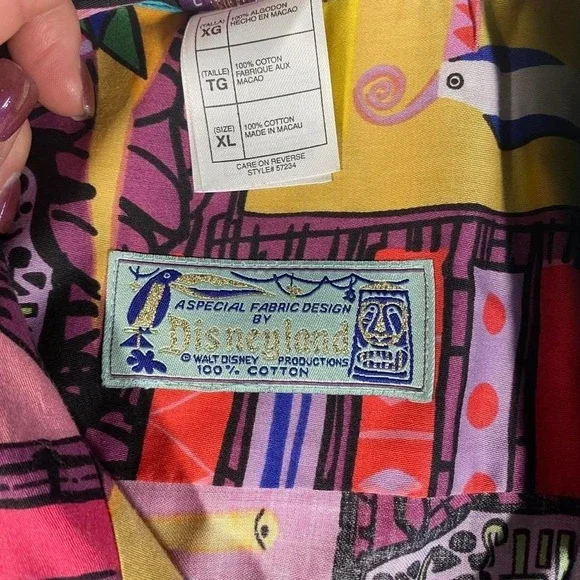 (TALLA)
XG
100% ALGODON
HECHO EN MACAO
(TAILLE)
TG
100% COTON
FABRIQUE AUX
MACAO
(SIZE)
XL
100% COTTON
MADE IN MACAU
CARE ON REVERSE
STYLE# 57234
A SPECIAL FABRIC DESIGN
BY
Disneyland
© WALT DISNEY PRODUCTIONS
100% COTTON